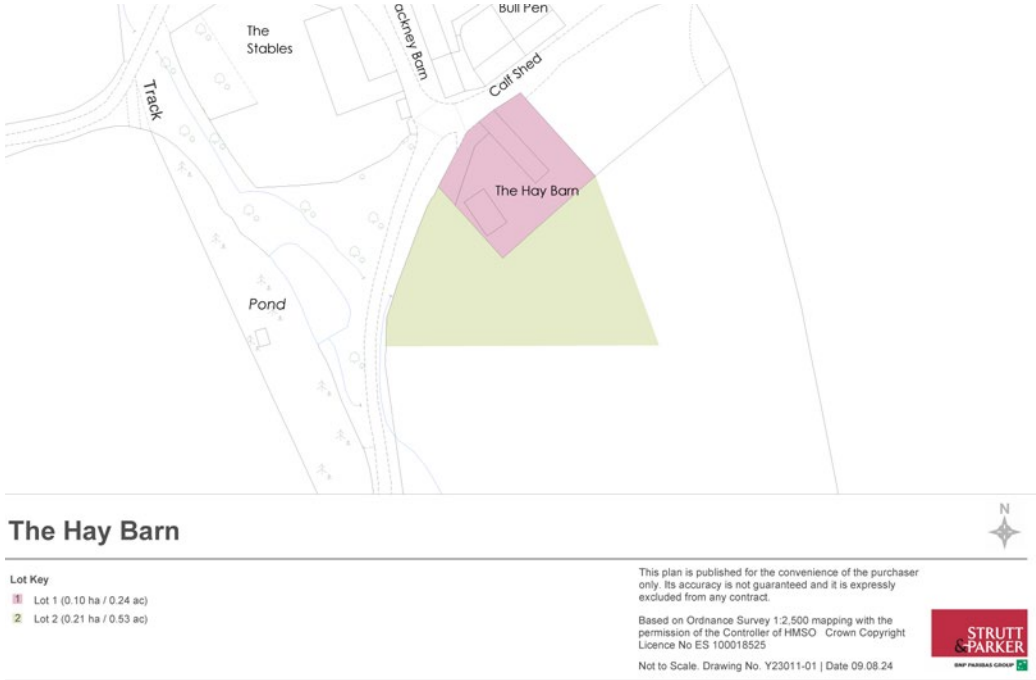 Bull Pen
The
Stables
ackney Barn
Calf Shed
Track
The Hay Barn
Pond
The Hay Barn
N
Lot Key
1 Lot 1 (0.10 ha / 0.24 ac)
2 Lot 2 (0.21 ha / 0.53 ac)
This plan is published for the convenience of the purchaser
only. Its accuracy is not guaranteed and it is expressly
excluded from any contract.
Based on Ordnance Survey 1:2,500 mapping with the
permission of the Controller of HMSO Crown Copyright
Licence No ES 100018525
Not to Scale. Drawing No. Y23011-01 | Date 09.08.24
STRUTT
&PARKER
BNP PARIBAS GROUP